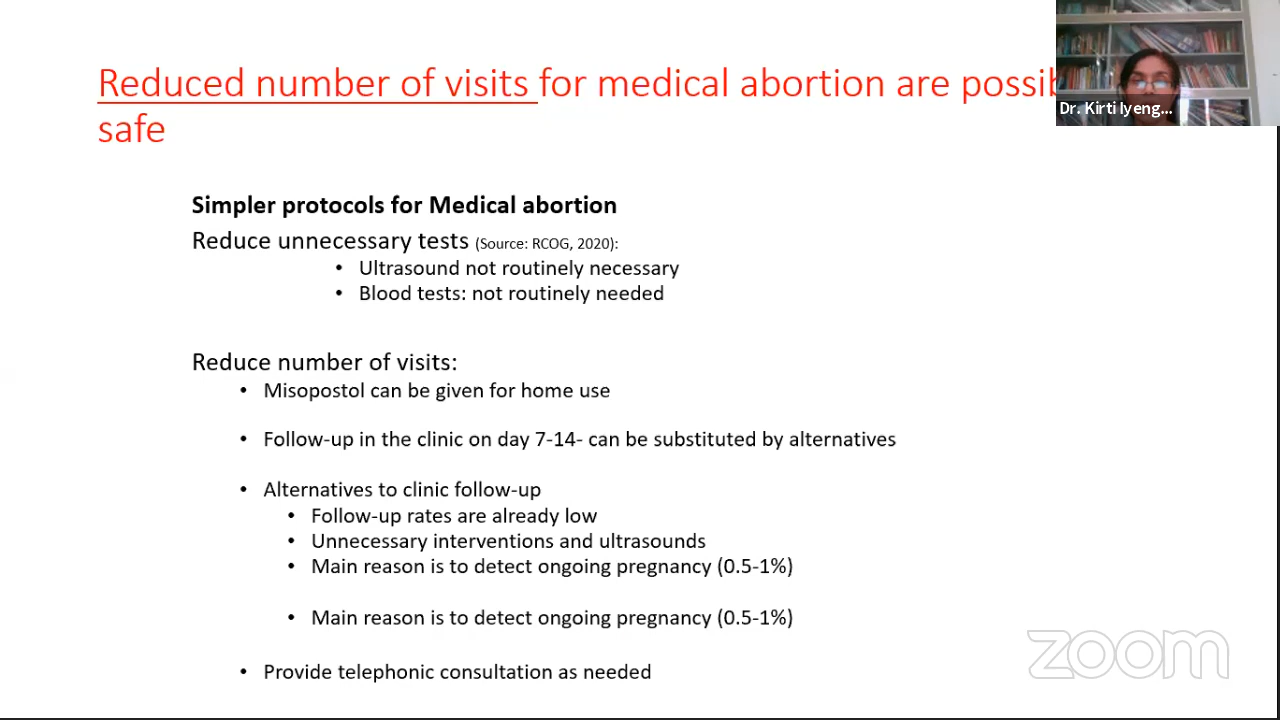 Reduced number of visits for medical abortion are possib
safe
Dr. Kirti Iyeng...
Simpler protocols for Medical abortion
Reduce unnecessary tests (Source: RCOG, 2020):
• Ultrasound not routinely necessary
• Blood tests: not routinely needed
Reduce number of visits:
• Misopostol can be given for home use
• Follow-up in the clinic on day 7-14- can be substituted by alternatives
• Alternatives to clinic follow-up
• Follow-up rates are already low
• Unnecessary interventions and ultrasounds
• Main reason is to detect ongoing pregnancy (0.5-1%)
• Main reason is to detect ongoing pregnancy (0.5-1%)
• Provide telephonic consultation as needed
zoom